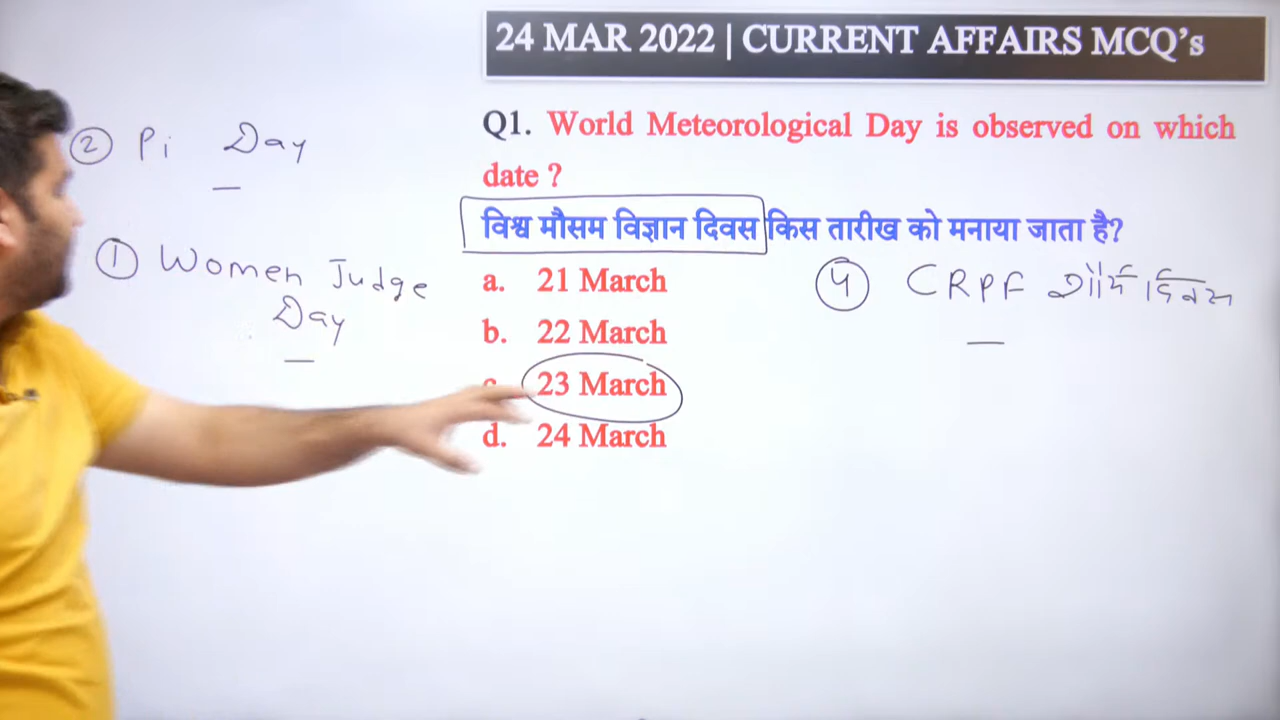 24 MAR 2022 | CURRENT AFFAIRS MCQ's
Q1. World Meteorological Day is observed on which
date ?
विश्व मौसम विज्ञान दिवस किस तारीख को मनाया जाता है?
a. 21 March
b. 22 March
c. 23 March
d. 24 March
② Pi Day
① Women Judge
Day
④ CRPF शौर्य दिवस